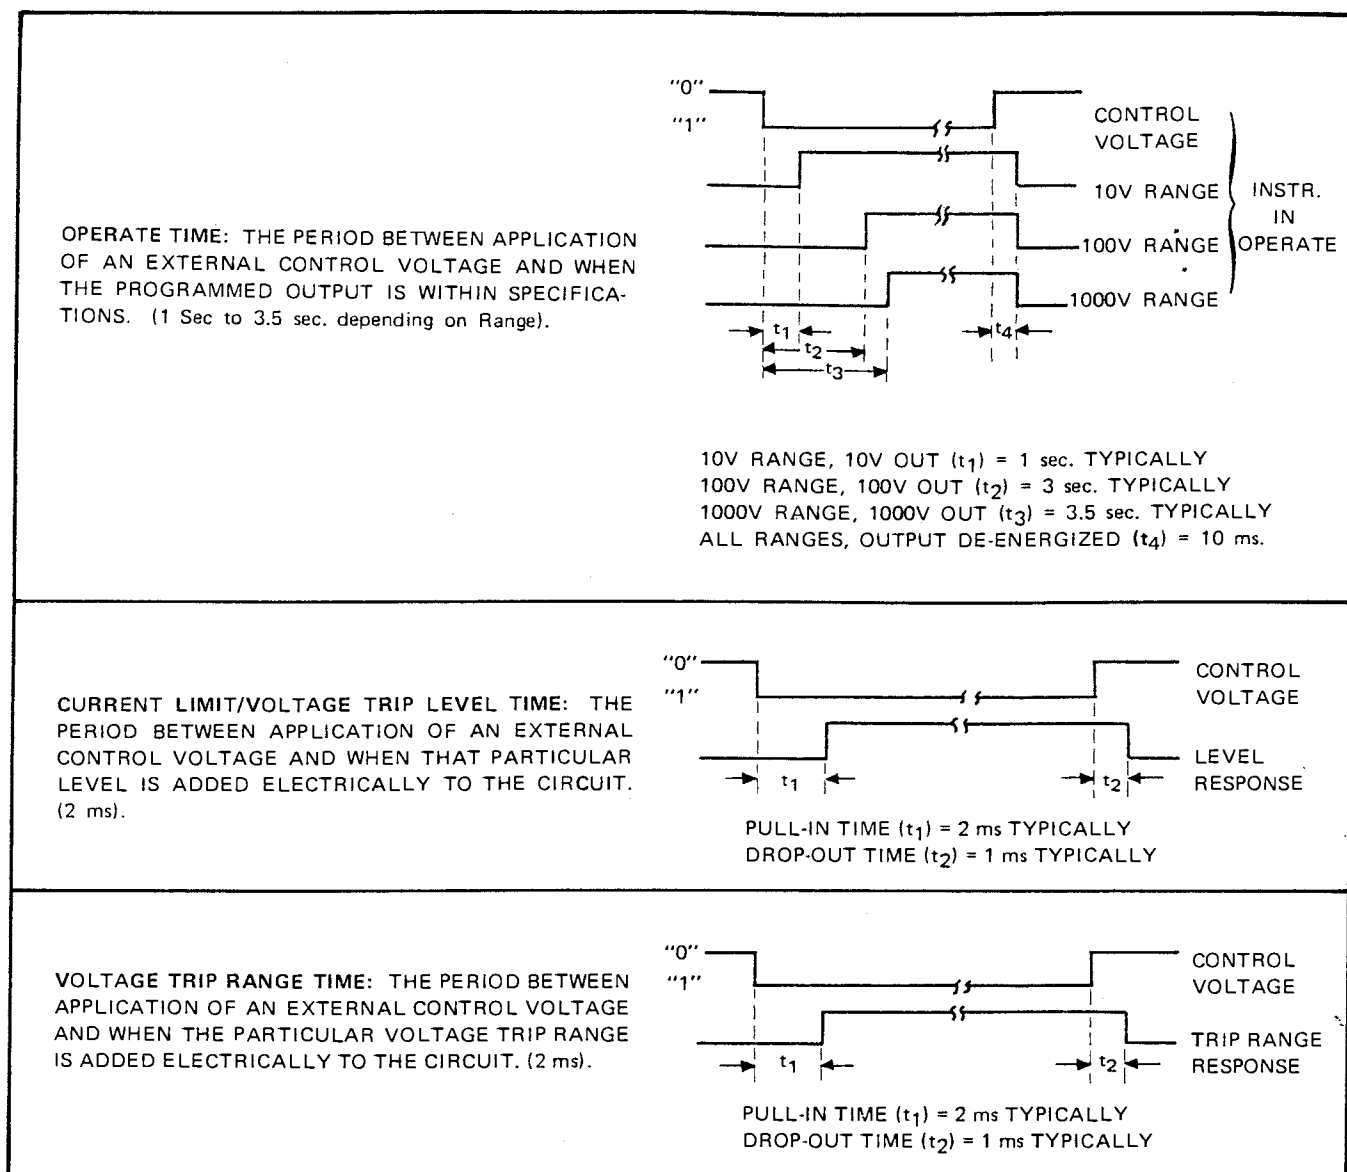 OPERATE TIME: THE PERIOD BETWEEN APPLICATION
OF AN EXTERNAL CONTROL VOLTAGE AND WHEN
THE PROGRAMMED OUTPUT IS WITHIN SPECIFICA-
TIONS. (1 Sec to 3.5 sec. depending on Range).
"0"
"1"
CONTROL
VOLTAGE
10V RANGE
100V RANGE
1000V RANGE
INSTR.
IN
OPERATE
t1
t2
t3
t4
10V RANGE, 10V OUT (t1) = 1 sec. TYPICALLY
100V RANGE, 100V OUT (t2) = 3 sec. TYPICALLY
1000V RANGE, 1000V OUT (t3) = 3.5 sec. TYPICALLY
ALL RANGES, OUTPUT DE-ENERGIZED (t4) = 10 ms.
CURRENT LIMIT/VOLTAGE TRIP LEVEL TIME: THE
PERIOD BETWEEN APPLICATION OF AN EXTERNAL
CONTROL VOLTAGE AND WHEN THAT PARTICULAR
LEVEL IS ADDED ELECTRICALLY TO THE CIRCUIT.
(2 ms).
"0"
"1"
CONTROL
VOLTAGE
LEVEL
RESPONSE
t1
t2
PULL-IN TIME (t1) = 2 ms TYPICALLY
DROP-OUT TIME (t2) = 1 ms TYPICALLY
VOLTAGE TRIP RANGE TIME: THE PERIOD BETWEEN
APPLICATION OF AN EXTERNAL CONTROL VOLTAGE
AND WHEN THE PARTICULAR VOLTAGE TRIP RANGE
IS ADDED ELECTRICALLY TO THE CIRCUIT. (2 ms).
"0"
"1"
CONTROL
VOLTAGE
TRIP RANGE
RESPONSE
t1
t2
PULL-IN TIME (t1) = 2 ms TYPICALLY
DROP-OUT TIME (t2) = 1 ms TYPICALLY